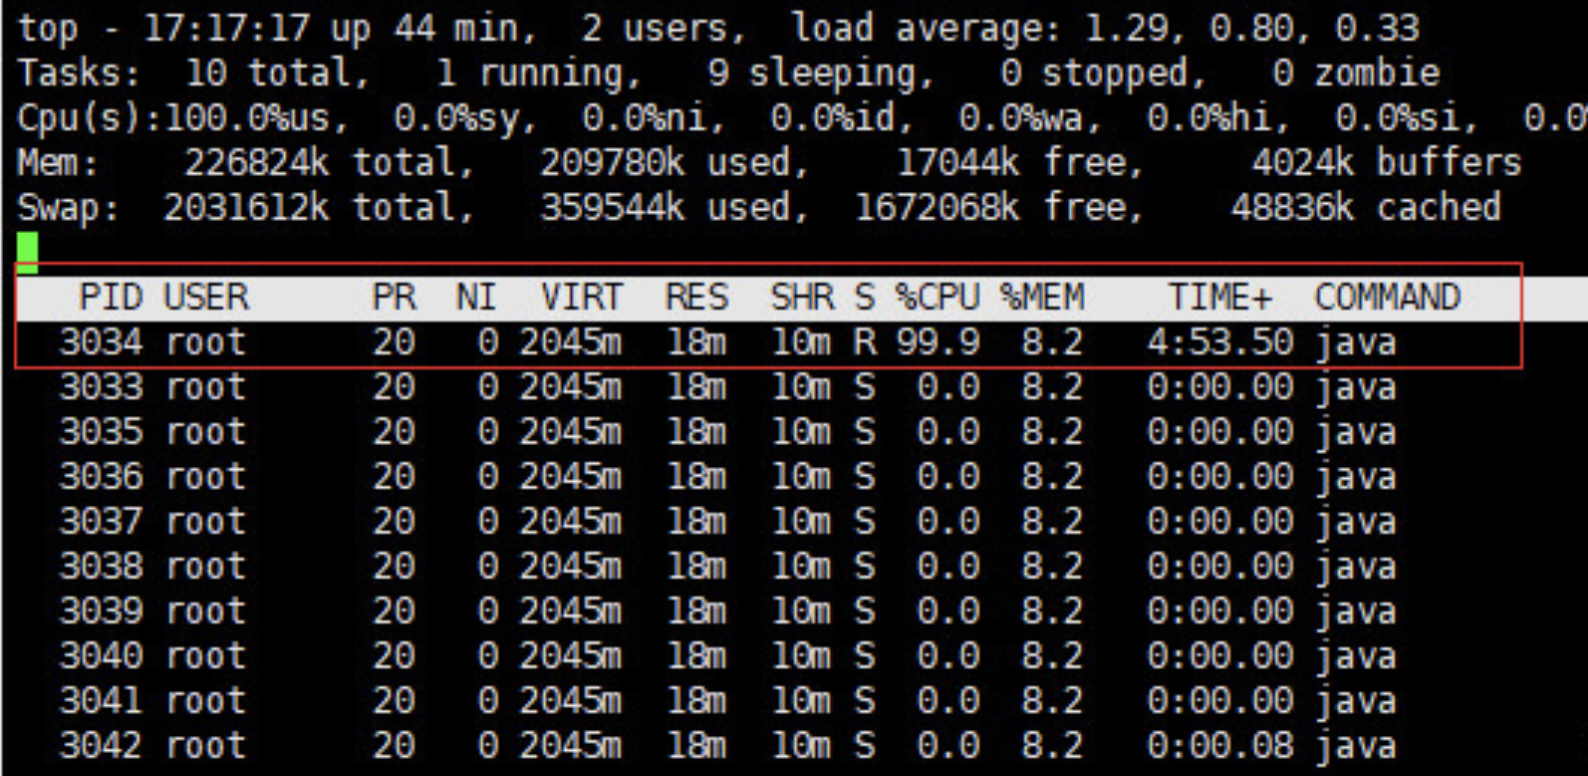 top - 17:17:17 up 44 min,  2 users,  load average: 1.29, 0.80, 0.33
Tasks:  10 total,   1 running,   9 sleeping,   0 stopped,   0 zombie
Cpu(s):100.0%us,  0.0%sy,  0.0%ni,  0.0%id,  0.0%wa,  0.0%hi,  0.0%si,  0.0
Mem:    226824k total,   209780k used,    17044k free,     4024k buffers
Swap:  2031612k total,   359544k used,  1672068k free,    48836k cached
PID USER      PR  NI  VIRT  RES  SHR S %CPU %MEM    TIME+  COMMAND
3034 root      20   0 2045m  18m  10m R 99.9  8.2   4:53.50 java
3033 root      20   0 2045m  18m  10m S  0.0  8.2   0:00.00 java
3035 root      20   0 2045m  18m  10m S  0.0  8.2   0:00.00 java
3036 root      20   0 2045m  18m  10m S  0.0  8.2   0:00.00 java
3037 root      20   0 2045m  18m  10m S  0.0  8.2   0:00.00 java
3038 root      20   0 2045m  18m  10m S  0.0  8.2   0:00.00 java
3039 root      20   0 2045m  18m  10m S  0.0  8.2   0:00.00 java
3040 root      20   0 2045m  18m  10m S  0.0  8.2   0:00.00 java
3041 root      20   0 2045m  18m  10m S  0.0  8.2   0:00.00 java
3042 root      20   0 2045m  18m  10m S  0.0  8.2   0:00.08 java